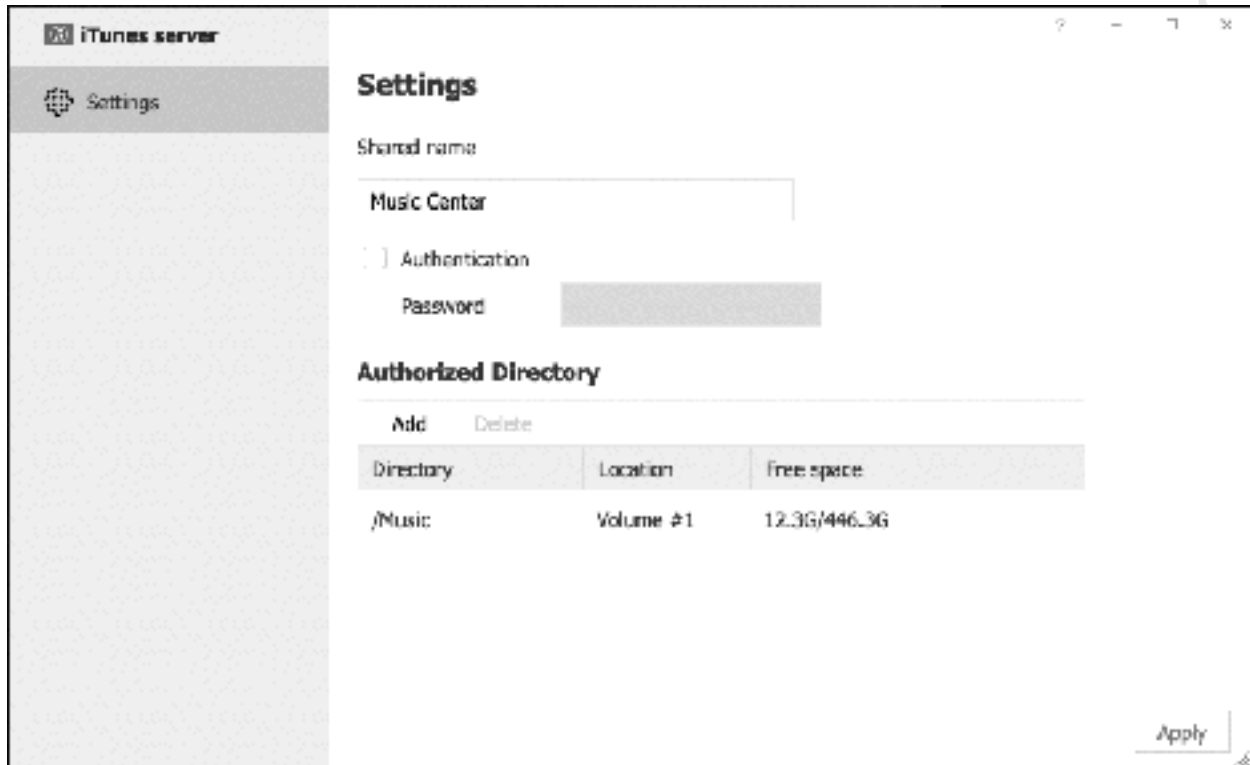 iTunes server
Settings
Settings
Shared name
Music Center
Authentication
Password
Authorized Directory
Add Delete
Directory Location Free space
/Music Volume #1 12.3G/446.3G
Apply